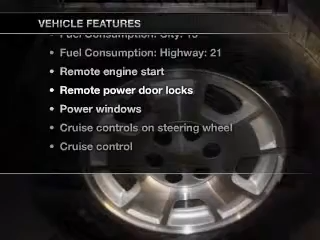 VEHICLE FEATURES
• Fuel Consumption: City: 15
• Fuel Consumption: Highway: 21
• Remote engine start
• Remote power door locks
• Power windows
• Cruise controls on steering wheel
• Cruise control